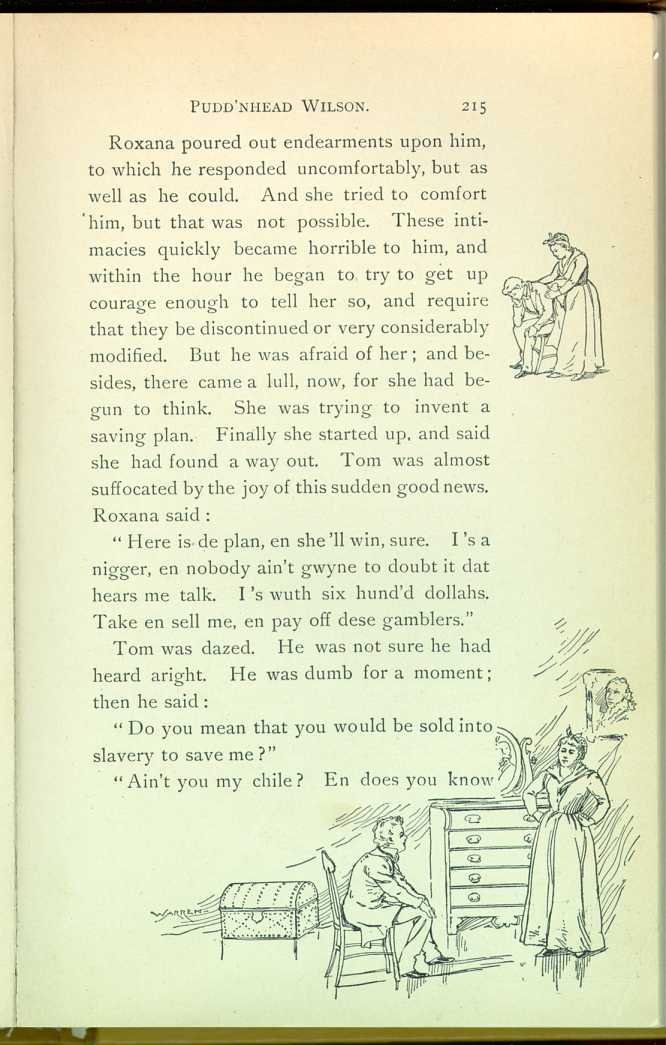 PUDD'NHEAD WILSON. 215
Roxana poured out endearments upon him,
to which he responded uncomfortably, but as
well as he could. And she tried to comfort
him, but that was not possible. These inti-
macies quickly became horrible to him, and
within the hour he began to try to get up
courage enough to tell her so, and require
that they be discontinued or very considerably
modified. But he was afraid of her; and be-
sides, there came a lull, now, for she had be-
gun to think. She was trying to invent a
saving plan. Finally she started up, and said
she had found a way out. Tom was almost
suffocated by the joy of this sudden good news.
Roxana said:
"Here is de plan, en she'll win, sure. I's a
nigger, en nobody ain't gwyne to doubt it dat
hears me talk. I's wuth six hund'd dollahs.
Take en sell me, en pay off dese gamblers."
Tom was dazed. He was not sure he had
heard aright. He was dumb for a moment;
then he said:
"Do you mean that you would be sold into
slavery to save me?"
"Ain't you my chile? En does you know
WARREN